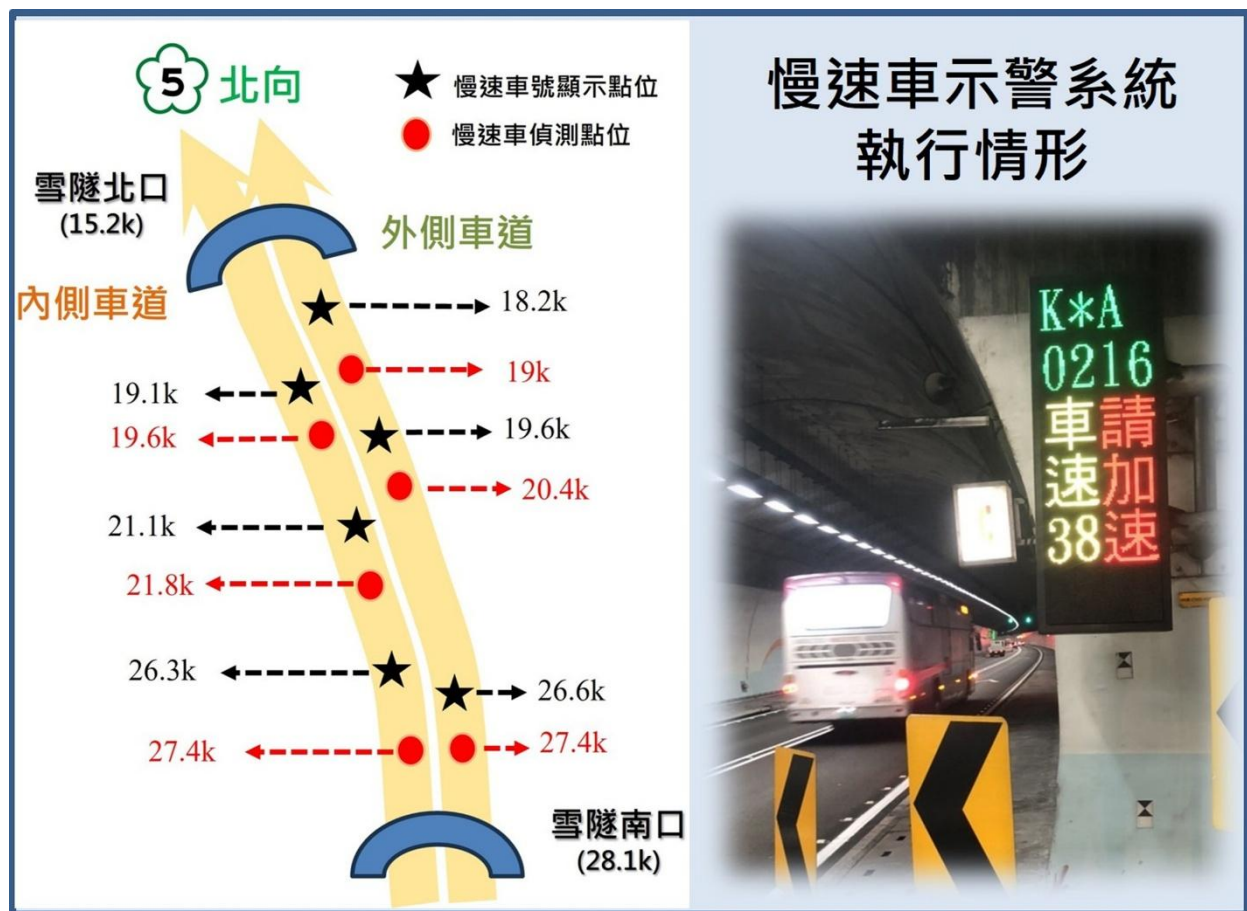 5 北向
慢速車號顯示點位
慢速車偵測點位
雪隧北口
(15.2k)
外側車道
內側車道
18.2k
19k
19.1k
19.6k
19.6k
20.4k
21.1k
21.8k
26.3k
26.6k
27.4k
27.4k
雪隧南口
(28.1k)
慢速車示警系統
執行情形
K*A
0216
車速38
請加速